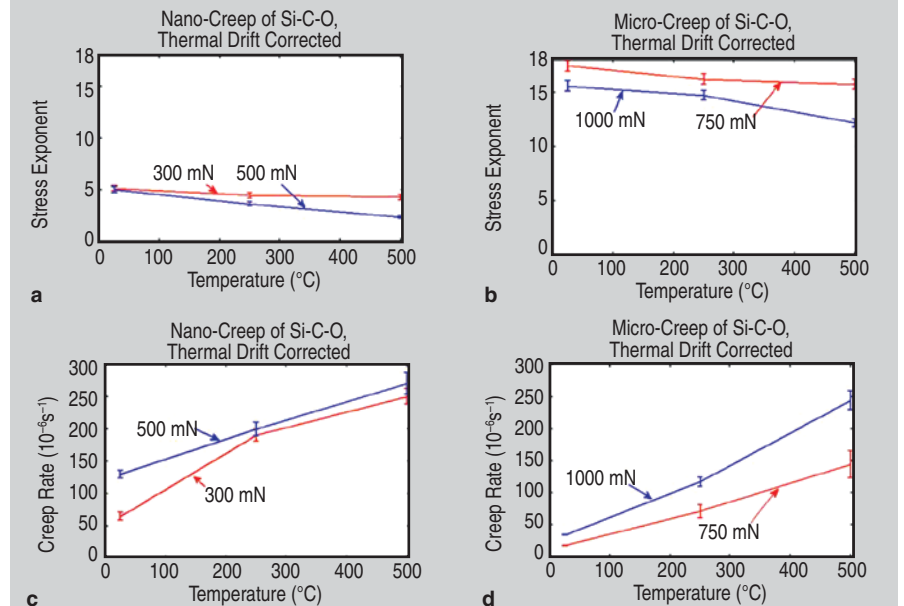 Nano-Creep of Si-C-O,
Thermal Drift Corrected
18
15
10
5
0
Stress Exponent
300 mN
500 mN
0 100 200 300 400 500
Temperature (°C)
a
Micro-Creep of Si-C-O,
Thermal Drift Corrected
18
15
10
5
0
Stress Exponent
1000 mN
750 mN
0 100 200 300 400 500
Temperature (°C)
b
Nano-Creep of Si-C-O,
Thermal Drift Corrected
300
250
200
150
100
50
0
Creep Rate (10⁻⁶s⁻¹)
500 mN
300 mN
0 100 200 300 400 500
Temperature (°C)
c
Micro-Creep of Si-C-O,
Thermal Drift Corrected
300
250
200
150
100
50
0
Creep Rate (10⁻⁶s⁻¹)
1000 mN
750 mN
0 100 200 300 400 500
Temperature (°C)
d